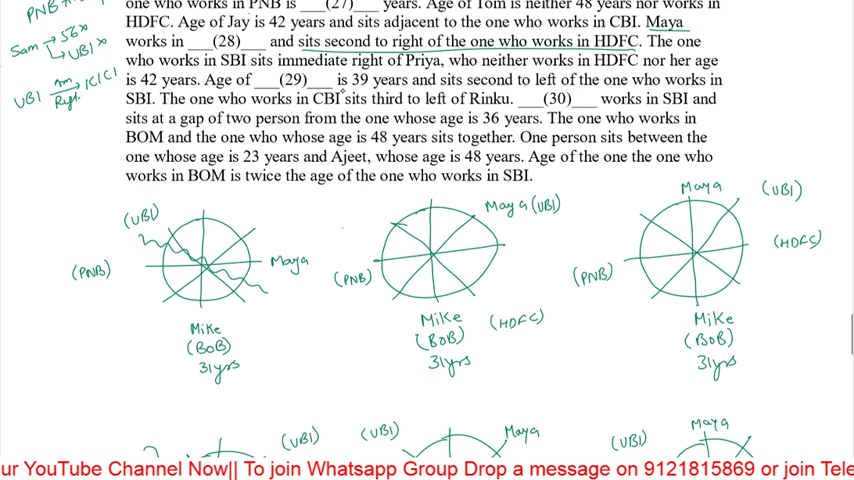 one who works in PNB is ___(27)___ years. Age of Tom is neither 48 years nor works in
HDFC. Age of Jay is 42 years and sits adjacent to the one who works in CBI. Maya
works in ___(28)___ and sits second to right of the one who works in HDFC. The one
who works in SBI sits immediate right of Priya, who neither works in HDFC nor her age
is 42 years. Age of ___(29)___ is 39 years and sits second to left of the one who works in
SBI. The one who works in CBI sits third to left of Rinku. ___(30)___ works in SBI and
sits at a gap of two person from the one whose age is 36 years. The one who works in
BOM and the one whose age is 48 years sits together. One person sits between the
one whose age is 23 years and Ajeet, whose age is 48 years. Age of the one the one who
works in BOM is twice the age of the one who works in SBI.
PNB
Sam → 56 x
→ UBI x
UBI → ICICI
(UBI)
(PNB)
Maya
Mike
(BOB)
31yrs
Maya (UBI)
(PNB)
Mike
(HDFC)
(BOB)
31yrs
Maya
(UBI)
(HDFC)
(PNB)
Mike
(BOB)
31yrs
(UBI)
(UBI)
Maya
(UBI)
Maya
ur YouTube Channel Now|| To join Whatsapp Group Drop a message on 9121815869 or join Tele